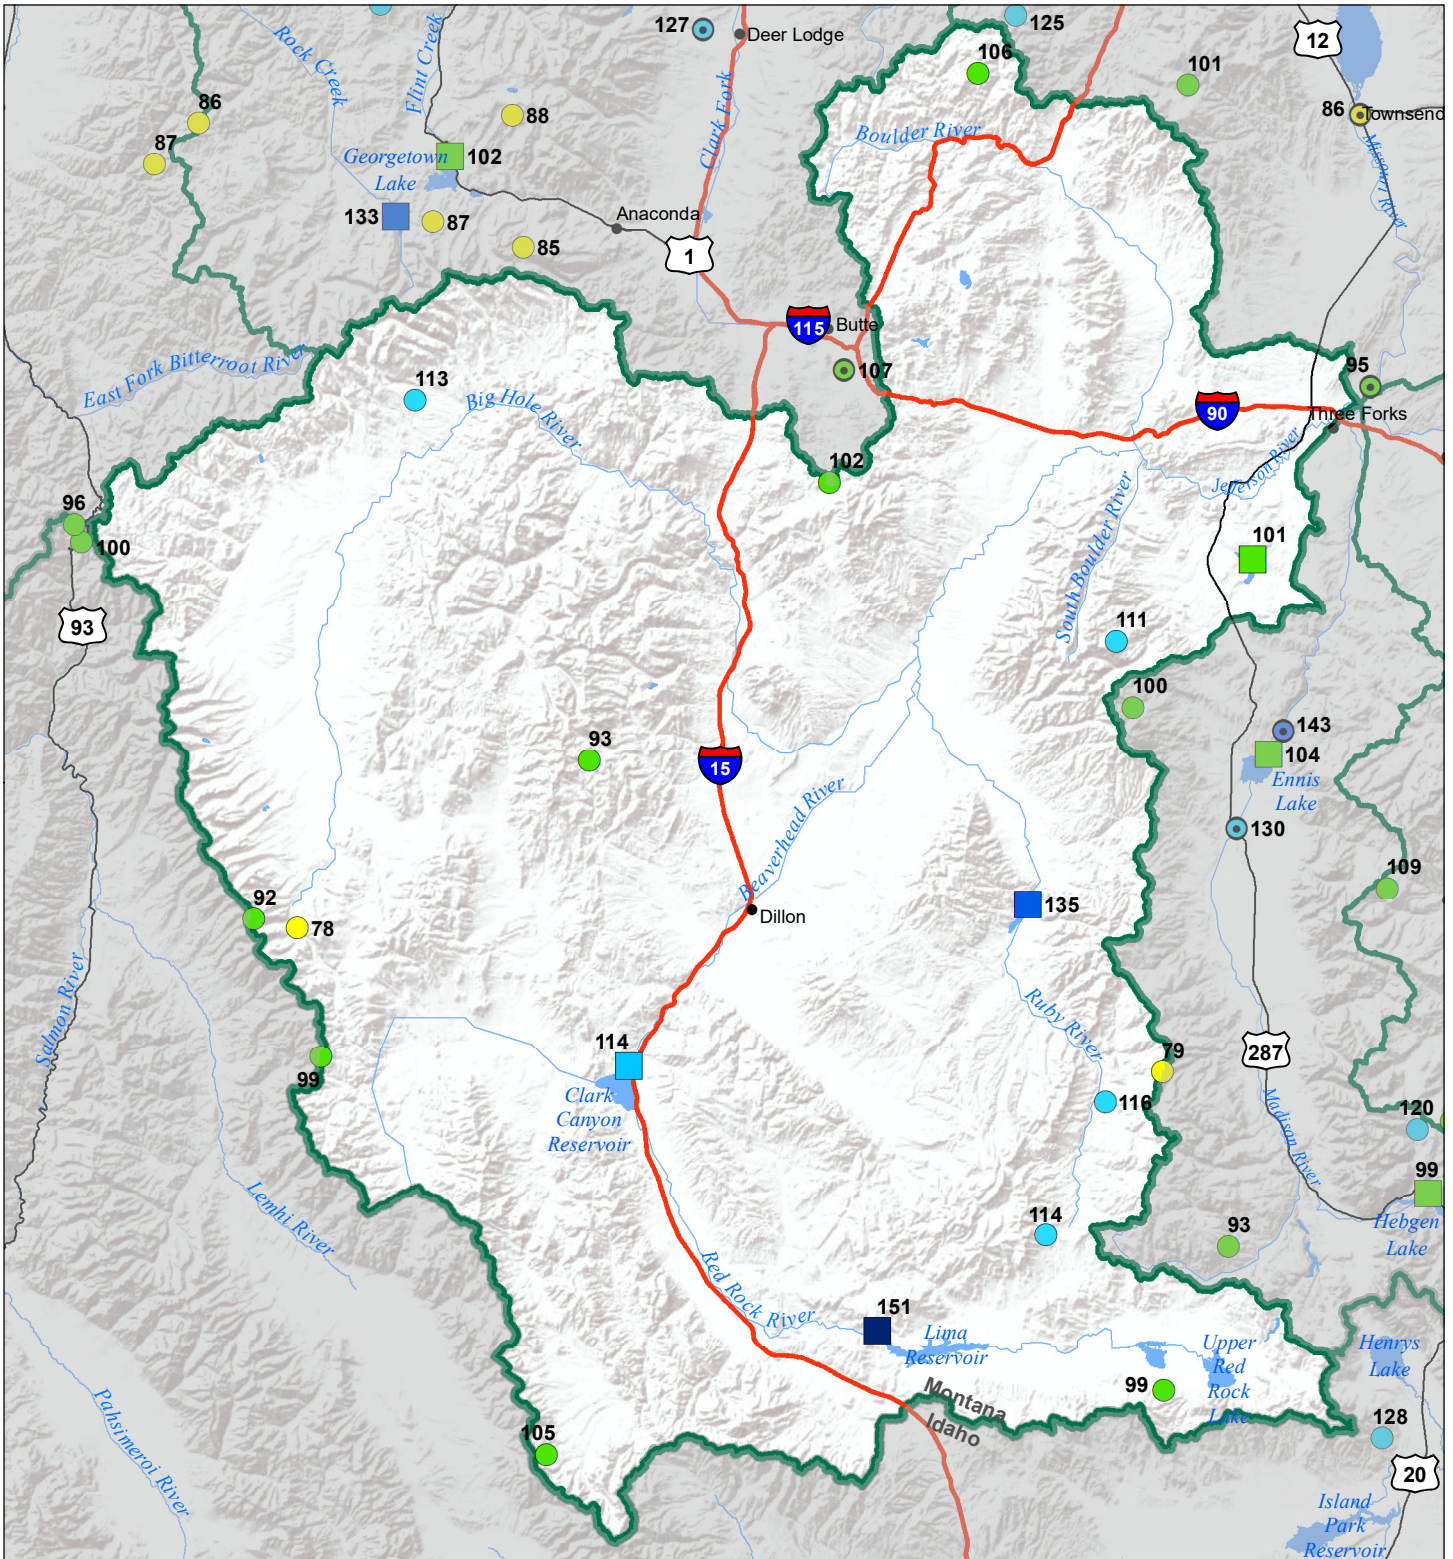 127
Deer Lodge
125
12
106
101
Rock Creek
Flint Creek
Clark Fork
86
88
86
Townsend
87
Boulder River
Missouri River
Georgetown
Lake
102
133
87
Anaconda
85
1
115
Butte
107
95
East Fork Bitterroot River
113
Big Hole River
90
Three Forks
102
Jefferson River
96
100
South Boulder River
101
93
111
100
143
104
Ennis
Lake
93
15
130
Beaverhead River
109
92
78
Dillon
135
Salmon River
Ruby River
99
114
Clark
Canyon
Reservoir
79
287
116
Madison River
120
99
Hebgen
Lake
Lemhi River
114
93
Red Rock River
151
Lima
Reservoir
Upper
Red
Rock
Lake
Henrys
Lake
99
Montana
Idaho
128
Pahsimeroi River
105
20
Island
Park
Reservoir